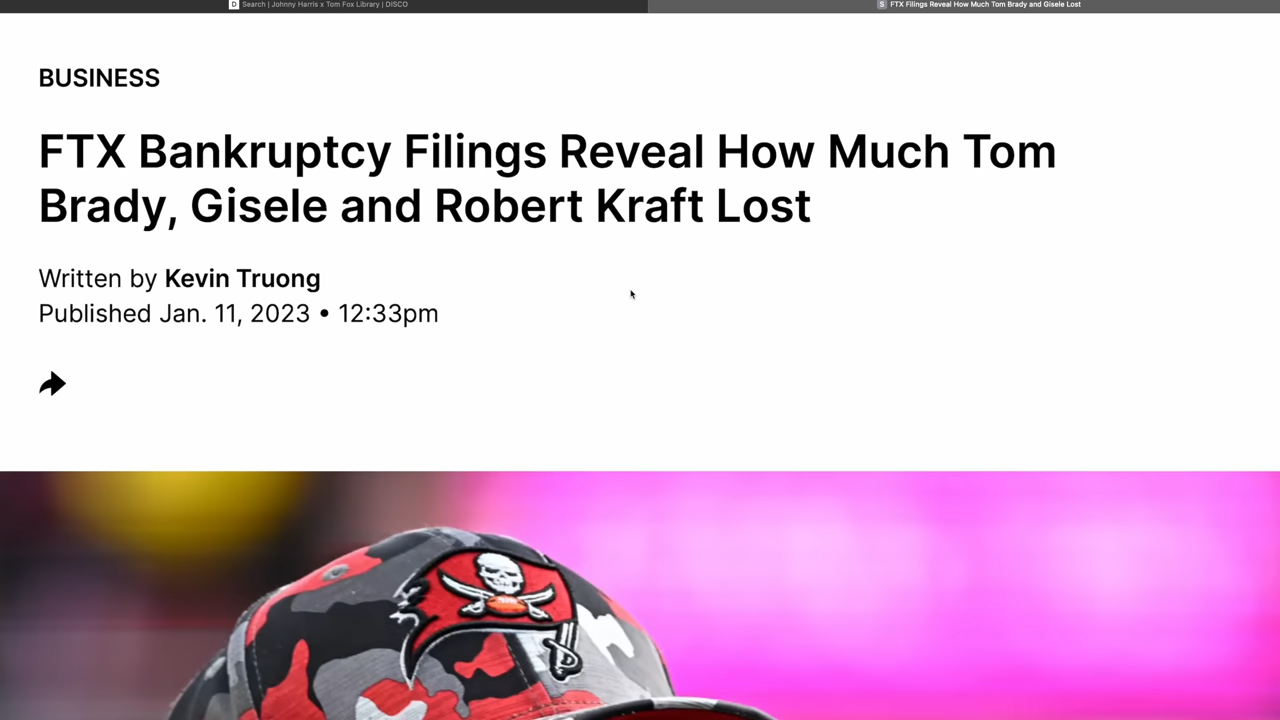 D Search | Johnny Harris x Tom Fox Library | DISCO
S FTX Filings Reveal How Much Tom Brady and Gisele Lost
BUSINESS
FTX Bankruptcy Filings Reveal How Much Tom
Brady, Gisele and Robert Kraft Lost
Written by Kevin Truong
Published Jan. 11, 2023 • 12:33pm